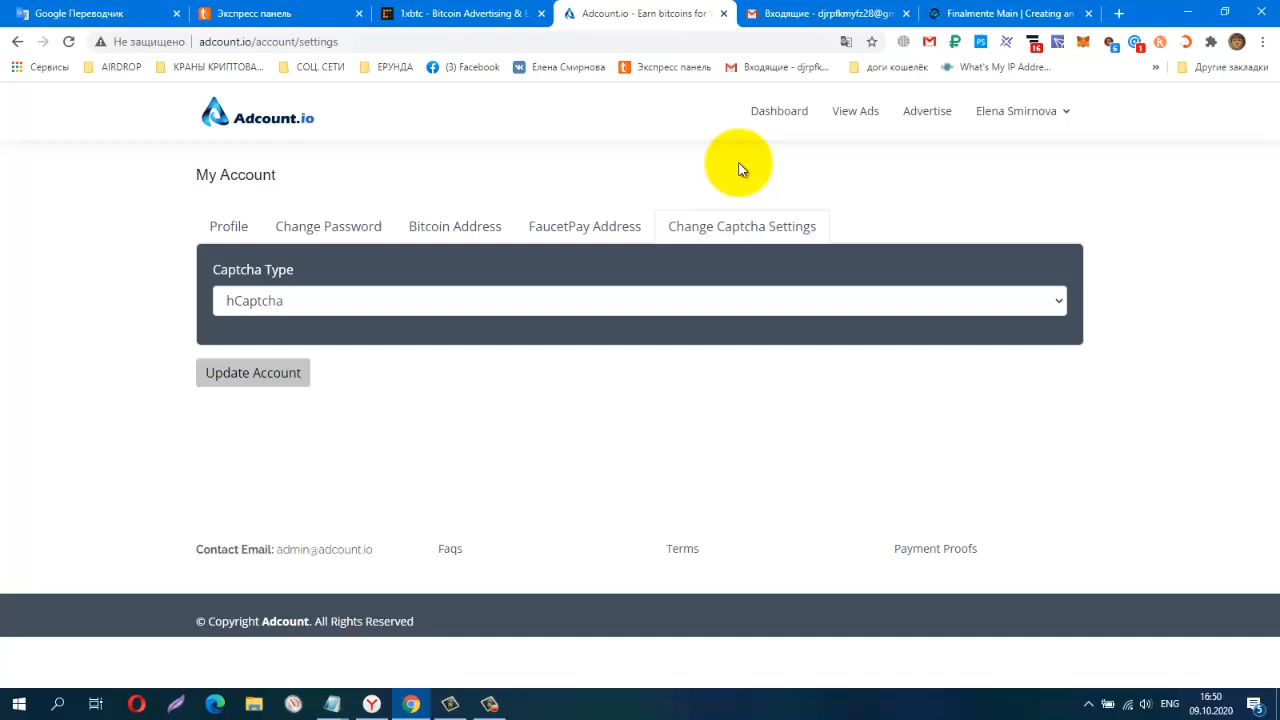 Google Переводчик
Экспресс панель
1xbtc - Bitcoin Advertising & E
Adcount.io - Earn bitcoins for V
Входящие - djrpfkmyfz28@gm
Finalmente Main | Creating an
Не защищено
adcount.io/account/settings
16
6
1
Сервисы
AIRDROP
КРАНЫ КРИПТОВА...
СОЦ. СЕТИ
ЕРУНДА
(3) Facebook
Елена Смирнова
Экспресс панель
Входящие - djrpfk...
доги кошелёк
What's My IP Addre...
»
Другие закладки
Adcount.io
Dashboard
View Ads
Advertise
Elena Smirnova
My Account
Profile
Change Password
Bitcoin Address
FaucetPay Address
Change Captcha Settings
Captcha Type
hCaptcha
Update Account
Contact Email: admin@adcount.io
Faqs
Terms
Payment Proofs
© Copyright Adcount. All Rights Reserved
ENG
16:50
09.10.2020
5